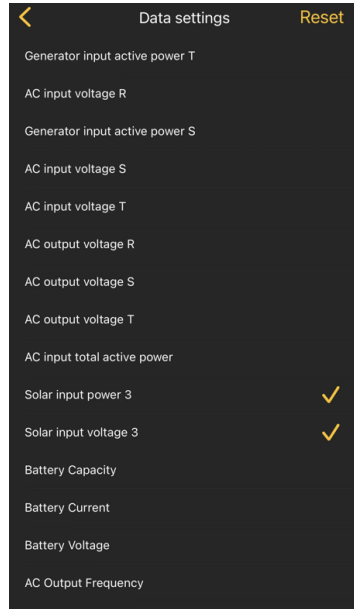 Data settings
Reset
Generator input active power T
AC input voltage R
Generator input active power S
AC input voltage S
AC input voltage T
AC output voltage R
AC output voltage S
AC output voltage T
AC input total active power
Solar input power 3
Solar input voltage 3
Battery Capacity
Battery Current
Battery Voltage
AC Output Frequency